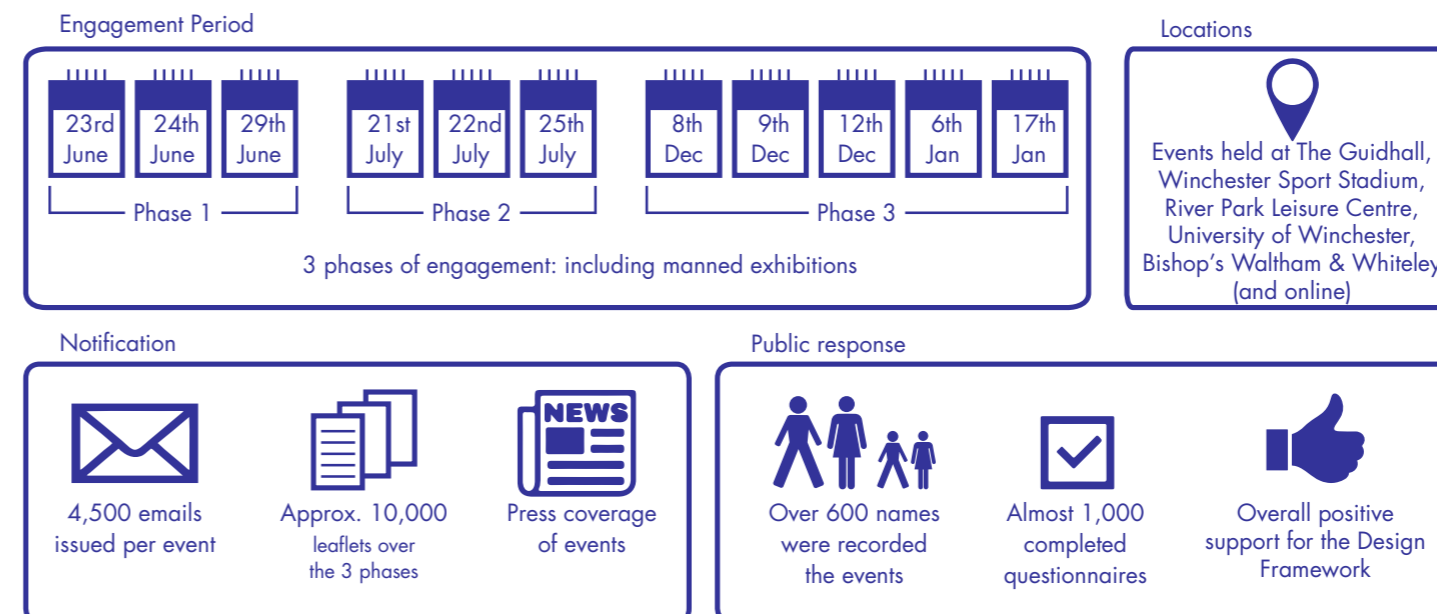 Engagement Period
23rd June
24th June
29th June
Phase 1
21st July
22nd July
25th July
Phase 2
8th Dec
9th Dec
12th Dec
6th Jan
17th Jan
Phase 3
3 phases of engagement: including manned exhibitions
Locations
Events held at The Guidhall,
Winchester Sport Stadium,
River Park Leisure Centre,
University of Winchester,
Bishop's Waltham & Whiteley
(and online)
Notification
4,500 emails
issued per event
Approx. 10,000
leaflets over
the 3 phases
NEWS
Press coverage
of events
Public response
Over 600 names
were recorded
the events
Almost 1,000
completed
questionnaires
Overall positive
support for the Design
Framework